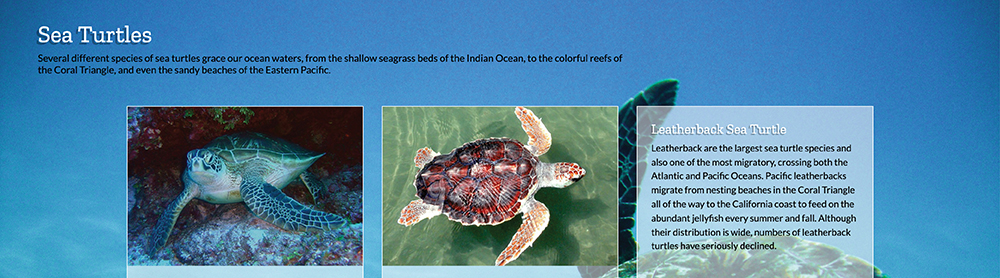 Sea Turtles
Several different species of sea turtles grace our ocean waters, from the shallow seagrass beds of the Indian Ocean, to the colorful reefs of
the Coral Triangle, and even the sandy beaches of the Eastern Pacific.
Leatherback Sea Turtle
Leatherback are the largest sea turtle species and
also one of the most migratory, crossing both the
Atlantic and Pacific Oceans. Pacific leatherbacks
migrate from nesting beaches in the Coral Triangle
all of the way to the California coast to feed on the
abundant jellyfish every summer and fall. Although
their distribution is wide, numbers of leatherback
turtles have seriously declined.